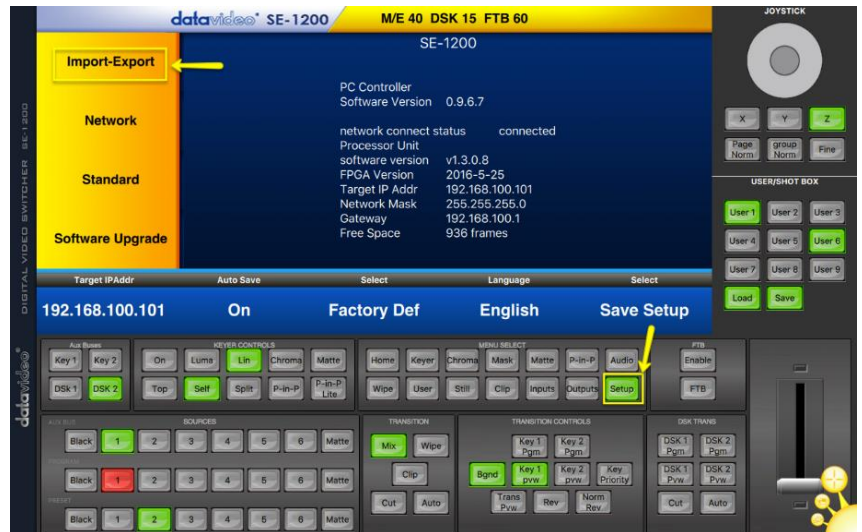 datavideo SE-1200
M/E 40 DSK 15 FTB 60
Import-Export
Network
Standard
Software Upgrade
SE-1200
PC Controller
Software Version 0.9.6.7
network connect status connected
Processor Unit
software version v1.3.0.8
FPGA Version 2016-5-25
Target IP Addr 192.168.100.101
Network Mask 255.255.255.0
Gateway 192.168.100.1
Free Space 936 frames
Target IPAddr Auto Save Select Language Select
192.168.100.101 On Factory Def English Save Setup
DIGITAL VIDEO SWITCHER SE-1200
datavideo
JOYSTICK
X Y Z
Page Norm group Norm Fine
USER/SHOT BOX
User 1 User 2 User 3
User 4 User 5 User 6
User 7 User 8 User 9
Load Save
Aux Buses
Key 1 Key 2
DSk 1 DSK 2
KEYER CONTROLS
On Luma Lin Chroma Matte
Top Self Split P-in-P P-in-P Lite
MENU SELECT
Home Keyer Chroma Mask Matte P-in-P Audio
Wipe User Still Clip Inputs Outputs Setup
FTB
Enable
FTB
AUX BUS SOURCES
Black 1 2 3 4 5 6 Matte
PROGRAM
Black 1 2 3 4 5 6 Matte
PRESET
Black 1 2 3 4 5 6 Matte
TRANSITION
Mix Wipe
Clip
Cut Auto
TRANSITION CONTROLS
Key 1 Pgm Key 2 Pgm
Bgnd Key 1 pvw Key 2 pvw Key Priority
Trans Pvw Rev Norm Rev
DSK TRANS
DSK 1 Pgm DSK 2 Pgm
DSK 1 Pvw DSK 2 Pvw
Cut Auto